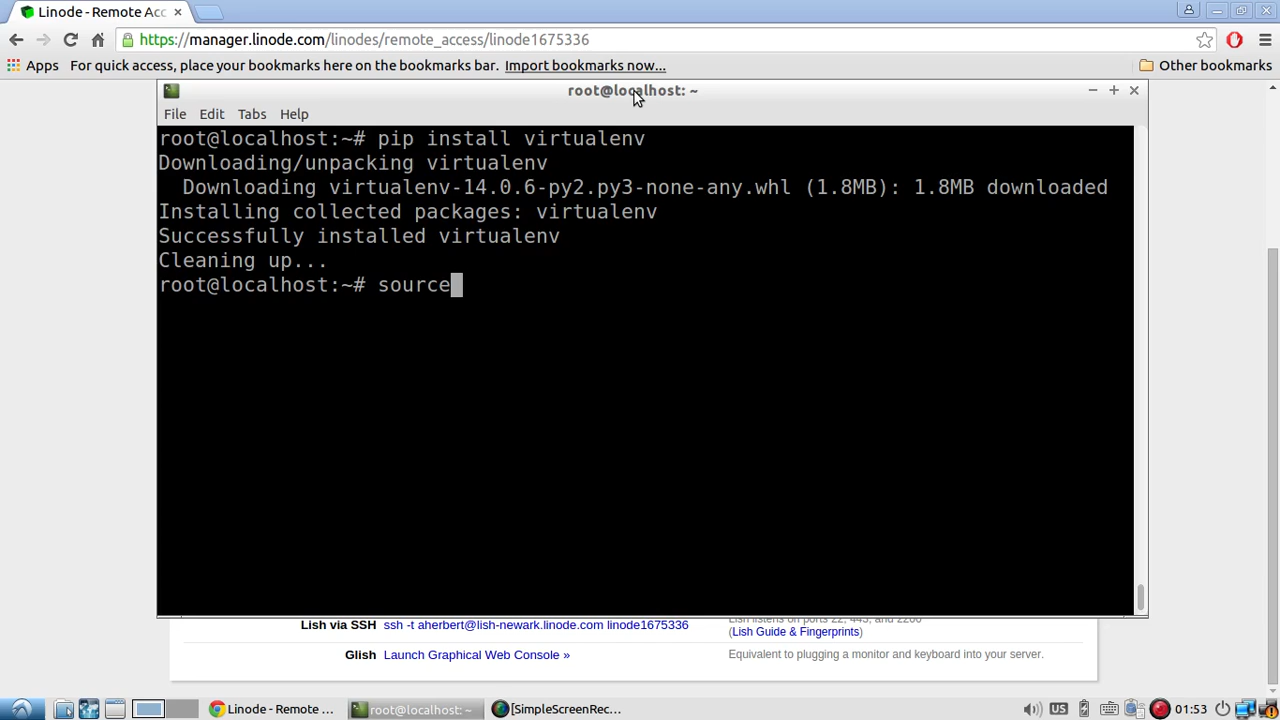 Linode - Remote Acc
https://manager.linode.com/linodes/remote_access/linode1675336
Apps For quick access, place your bookmarks here on the bookmarks bar. Import bookmarks now... Other bookmarks
root@localhost: ~
File Edit Tabs Help
root@localhost:~# pip install virtualenv
Downloading/unpacking virtualenv
Downloading virtualenv-14.0.6-py2.py3-none-any.whl (1.8MB): 1.8MB downloaded
Installing collected packages: virtualenv
Successfully installed virtualenv
Cleaning up...
root@localhost:~# source
Lish via SSH ssh -t aherbert@lish-newark.linode.com linode1675336
Lish listens on ports 22, 443, and 2200
(Lish Guide & Fingerprints)
Glish Launch Graphical Web Console » Equivalent to plugging a monitor and keyboard into your server.
Linode - Remote ... root@localhost: ~ [SimpleScreenRec... US 01:53